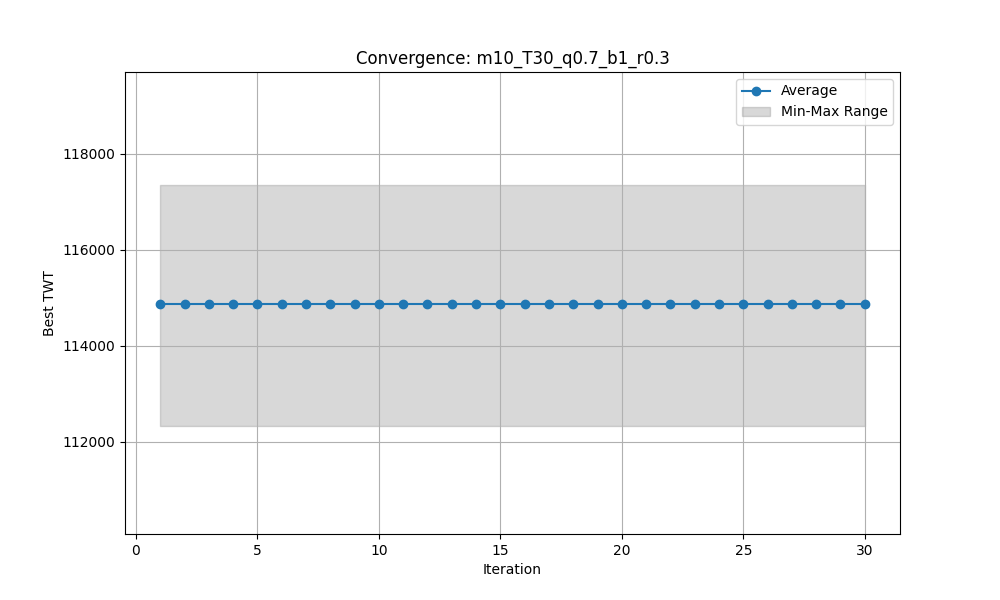 Convergence: m10_T30_q0.7_b1_r0.3
Average
Min-Max Range
118000
116000
114000
112000
Best TWT
0 5 10 15 20 25 30
Iteration